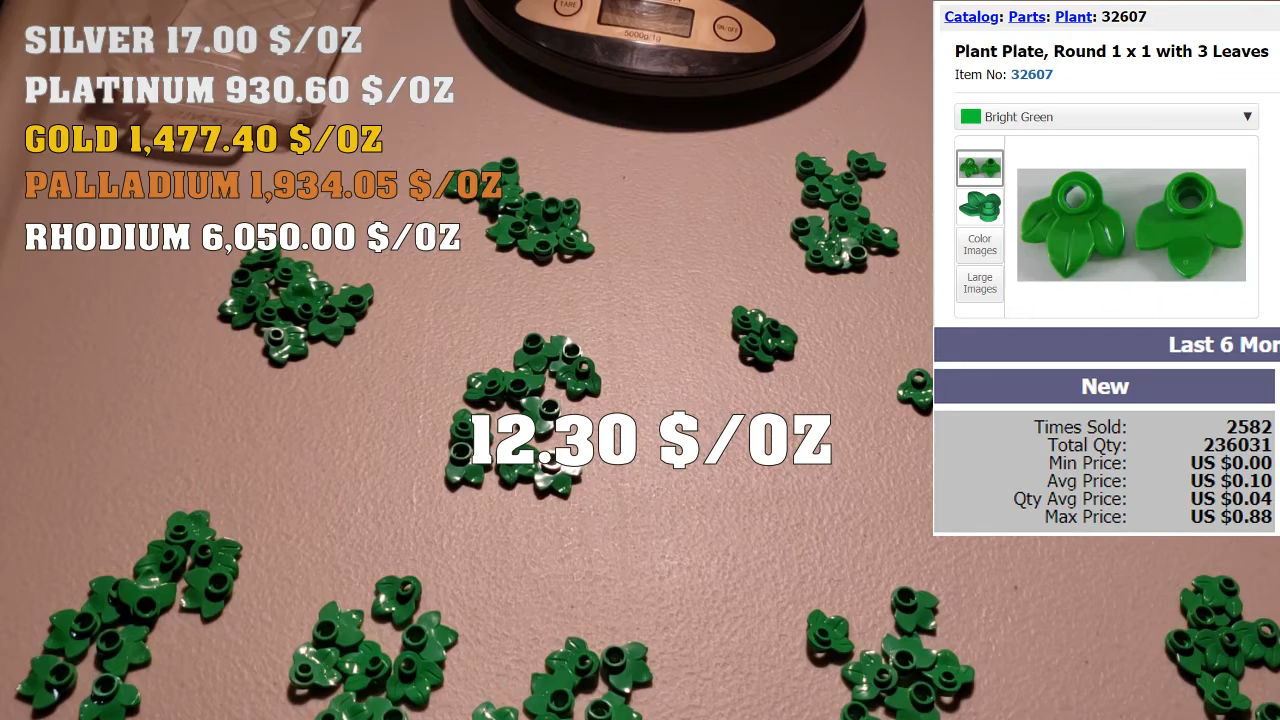 SILVER 17.00 $/OZ
PLATINUM 930.60 $/OZ
GOLD 1,477.40 $/OZ
PALLADIUM 1,934.05 $/OZ
RHODIUM 6,050.00 $/OZ
12.30 $/OZ
TARE
5000g/1g
ON/OFF
Catalog: Parts: Plant: 32607
Plant Plate, Round 1 x 1 with 3 Leaves
Item No: 32607
Bright Green
Color
Images
Large
Images
Last 6 Mor
New
Times Sold: 2582
Total Qty: 236031
Min Price: US $0.00
Avg Price: US $0.10
Qty Avg Price: US $0.04
Max Price: US $0.88